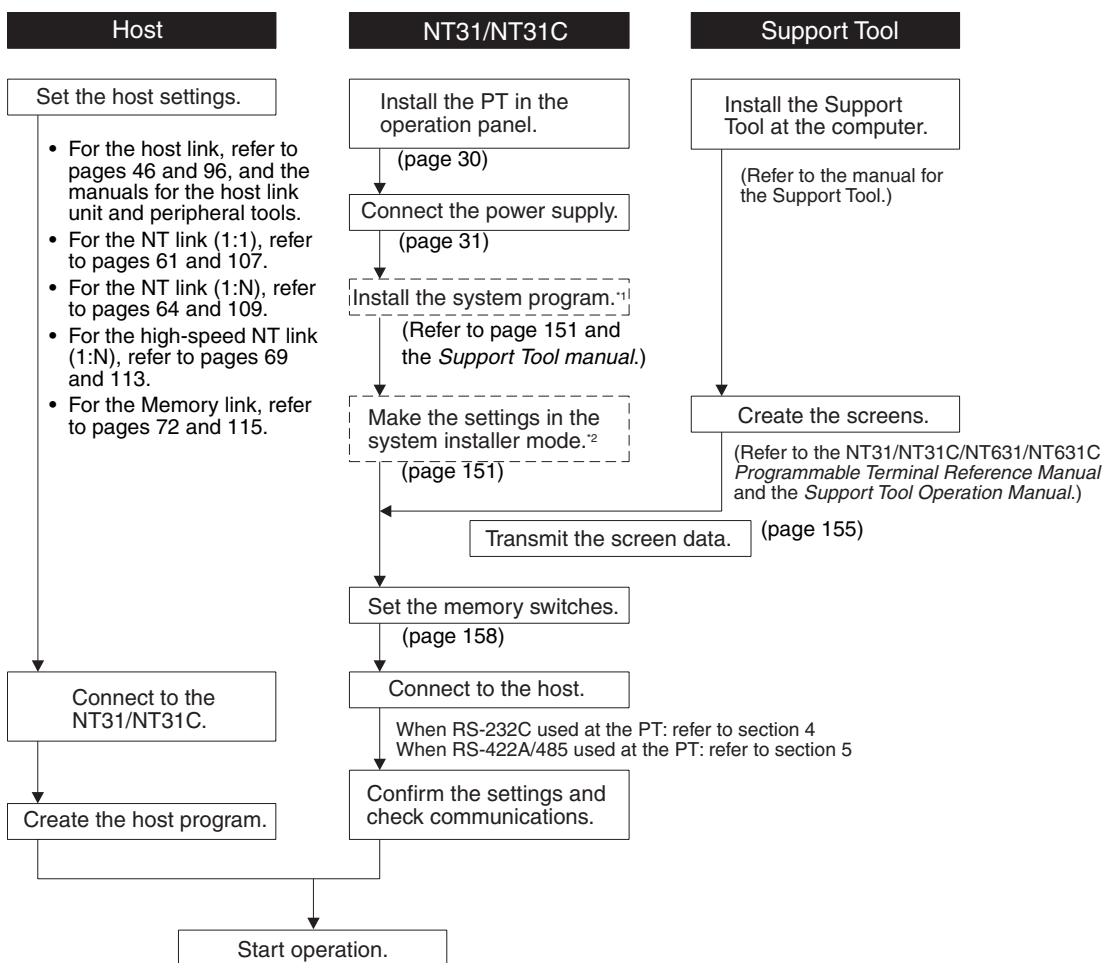 Host
NT31/NT31C
Support Tool
Set the host settings.
• For the host link, refer to
pages 46 and 96, and the
manuals for the host link
unit and peripheral tools.
• For the NT link (1:1), refer
to pages 61 and 107.
• For the NT link (1:N), refer
to pages 64 and 109.
• For the high-speed NT link
(1:N), refer to pages 69
and 113.
• For the Memory link, refer
to pages 72 and 115.
Connect to the
NT31/NT31C.
Create the host program.
Install the PT in the
operation panel.
(page 30)
Connect the power supply.
(page 31)
Install the system program.*1
(Refer to page 151 and
the Support Tool manual.)
Make the settings in the
system installer mode.*2
(page 151)
Install the Support
Tool at the computer.
(Refer to the manual for
the Support Tool.)
Create the screens.
(Refer to the NT31/NT31C/NT631/NT631C
Programmable Terminal Reference Manual
and the Support Tool Operation Manual.)
Transmit the screen data.
(page 155)
Set the memory switches.
(page 158)
Connect to the host.
When RS-232C used at the PT: refer to section 4
When RS-422A/485 used at the PT: refer to section 5
Confirm the settings and
check communications.
Start operation.